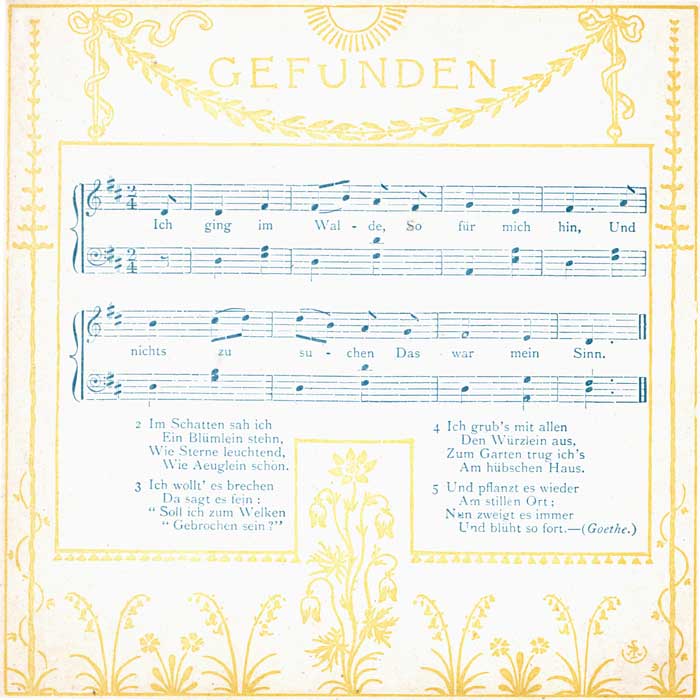 GEFUNDEN
2/4
Ich ging im Wal - de, So für mich hin, Und
2/4
nichts zu su - chen Das war mein Sinn.
2 Im Schatten sah ich
Ein Blümlein stehn,
Wie Sterne leuchtend,
Wie Aeuglein schön.
3 Ich wollt' es brechen
Da sagt es fein :
“ Soll ich zum Welken
“ Gebrochen sein ?”
4 Ich grub's mit allen
Den Würzlein aus,
Zum Garten trug ich's
Am hübschen Haus.
5 Und pflanzt es wieder
Am stillen Ort ;
Nun zweigt es immer
Und blüht so fort.—(Goethe.)